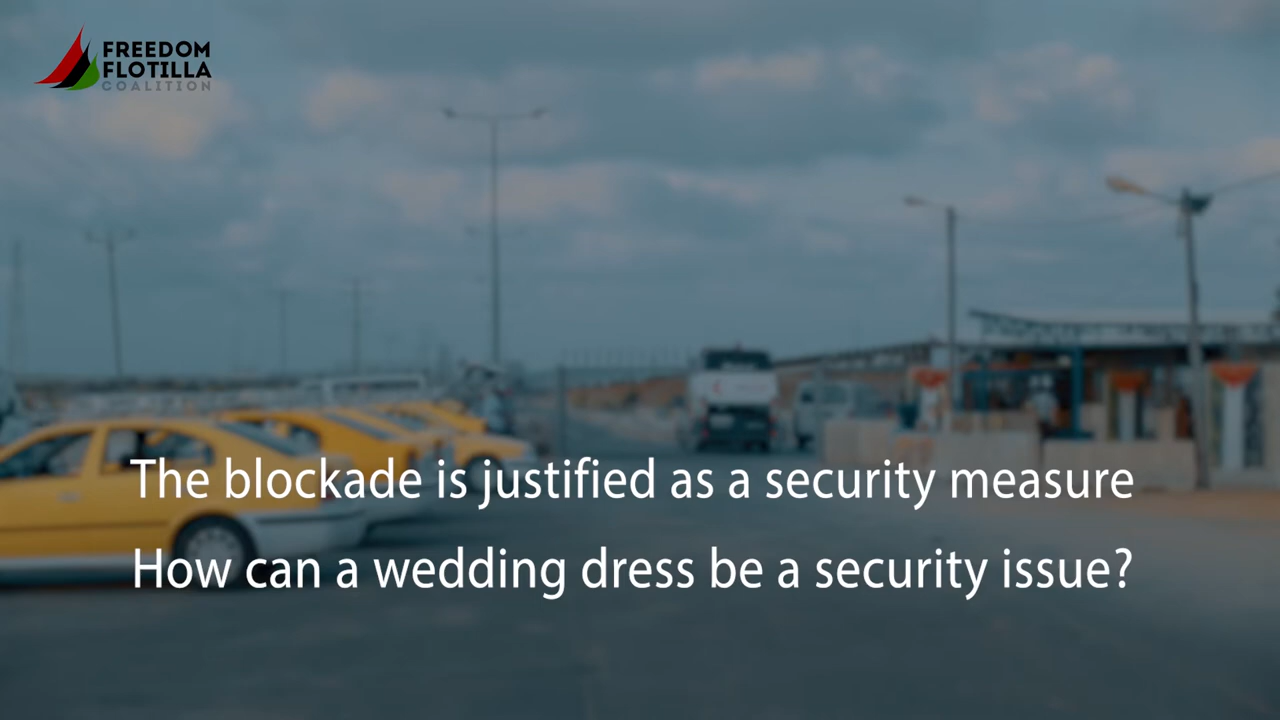 FREEDOM
FLOTILLA
COALITION
The blockade is justified as a security measure
How can a wedding dress be a security issue?